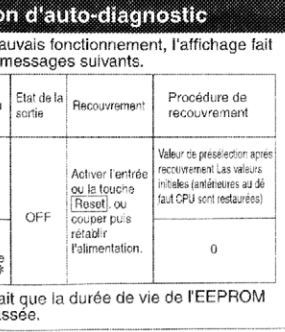 on d'auto-diagnostic
auvais fonctionnement, l'affichage fait
messages suivants.
Etat de la
sortie
Recouvrement
Procédure de
recouvrement
OFF
Activer l'entrée
ou la touche
Reset, ou
couper puis
rétablir
l'alimentation.
Valeur de présélection après
recouvrement Las valeurs
initeles (antérieures au dé
faut CPU sont restaurées)
0
ait que la durée de vie de l'EEPROM
assée.